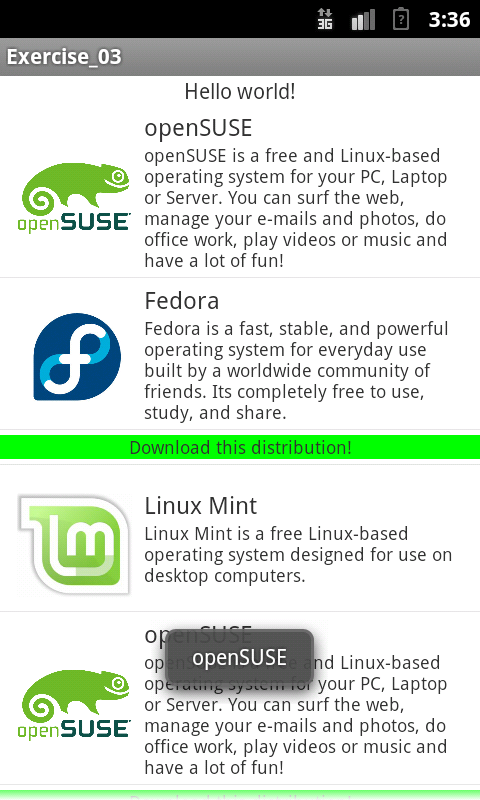 3G
3:36
Exercise_03
Hello world!
openSUSE
openSUSE
openSUSE is a free and Linux-based
operating system for your PC, Laptop
or Server. You can surf the web,
manage your e-mails and photos, do
office work, play videos or music and
have a lot of fun!
Fedora
Fedora is a fast, stable, and powerful
operating system for everyday use
built by a worldwide community of
friends. Its completely free to use,
study, and share.
Download this distribution!
Linux Mint
Linux Mint is a free Linux-based
operating system designed for use on
desktop computers.
openSUSE
openSUSE
openSUSE
openSUSE is a free and Linux-based
operating system for your PC, Laptop
or Server. You can surf the web,
manage your e-mails and photos, do
office work, play videos or music and
have a lot of fun!
Download this distribution!